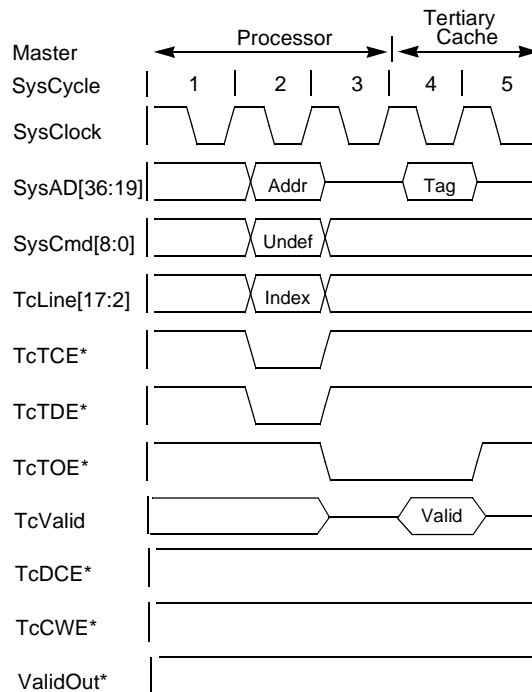 Tertiary
Processor Cache
Master
SysCycle 1 2 3 4 5
SysClock
SysAD[36:19] Addr Tag
SysCmd[8:0] Undef
TcLine[17:2] Index
TcTCE*
TcTDE*
TcTOE*
TcValid Valid
TcDCE*
TcCWE*
ValidOut*